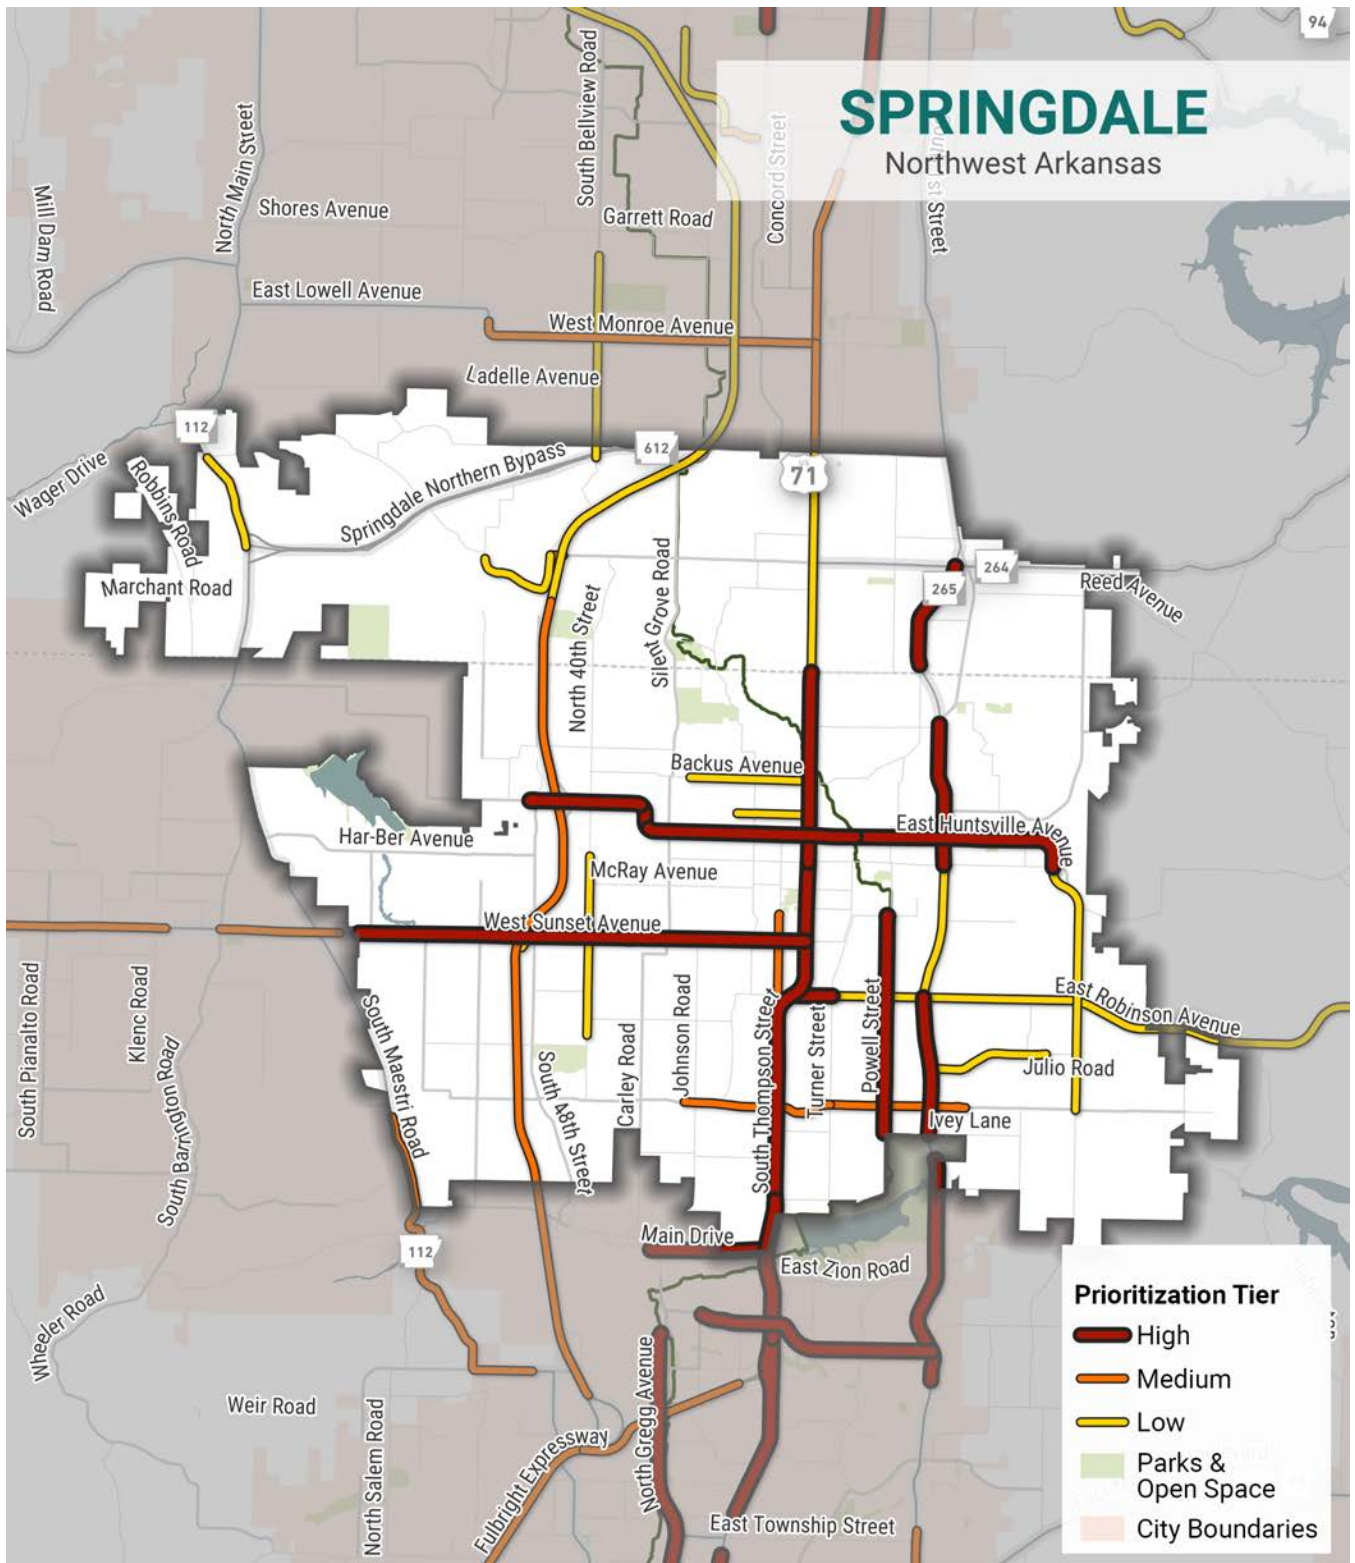 94
SPRINGDALE
Northwest Arkansas
South Bellview Road
Concord Street
1st Street
North Main Street
Mill Dam Road
Shores Avenue
Garrett Road
East Lowell Avenue
West Monroe Avenue
Ladelle Avenue
112
612
US
71
Wager Drive
Robbins Road
Springdale Northern Bypass
264
265
Reed Avenue
Marchant Road
North 40th Street
Silent Grove Road
Backus Avenue
East Huntsville Avenue
Har-Ber Avenue
McRay Avenue
West Sunset Avenue
South Pianalto Road
Klenc Road
South Barrington Road
South Maestri Road
South 48th Street
Carley Road
Johnson Road
South Thompson Street
Turner Street
Powell Street
East Robinson Avenue
Julio Road
Ivey Lane
Main Drive
East Zion Road
112
Wheeler Road
Weir Road
North Salem Road
Fulbright Expressway
North Gregg Avenue
East Township Street
Prioritization Tier
High
Medium
Low
Parks &
Open Space
City Boundaries